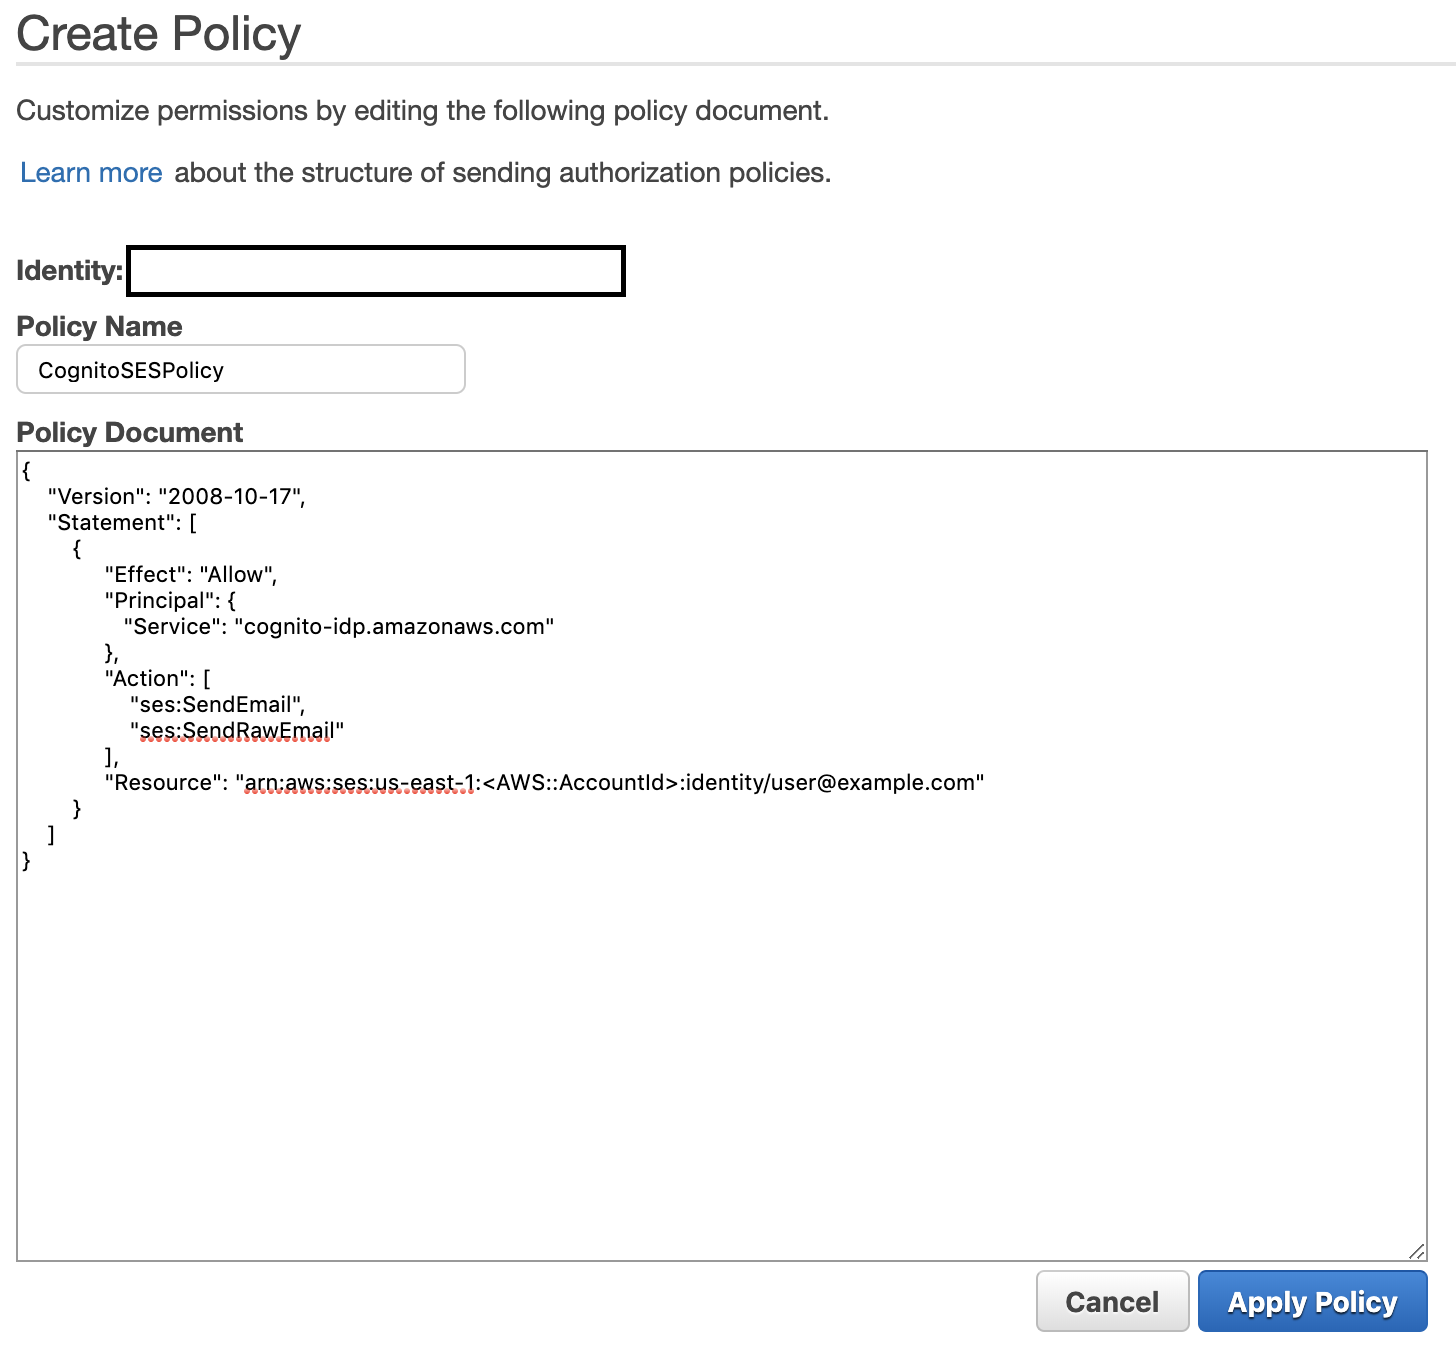 Create Policy
Customize permissions by editing the following policy document.
Learn more about the structure of sending authorization policies.
Identity:
Policy Name
CognitoSESPolicy
Policy Document
{
"Version": "2008-10-17",
"Statement": [
{
"Effect": "Allow",
"Principal": {
"Service": "cognito-idp.amazonaws.com"
},
"Action": [
"ses:SendEmail",
"ses:SendRawEmail"
],
"Resource": "arn:aws:ses:us-east-1:<AWS::AccountId>:identity/user@example.com"
}
]
}
Cancel Apply Policy